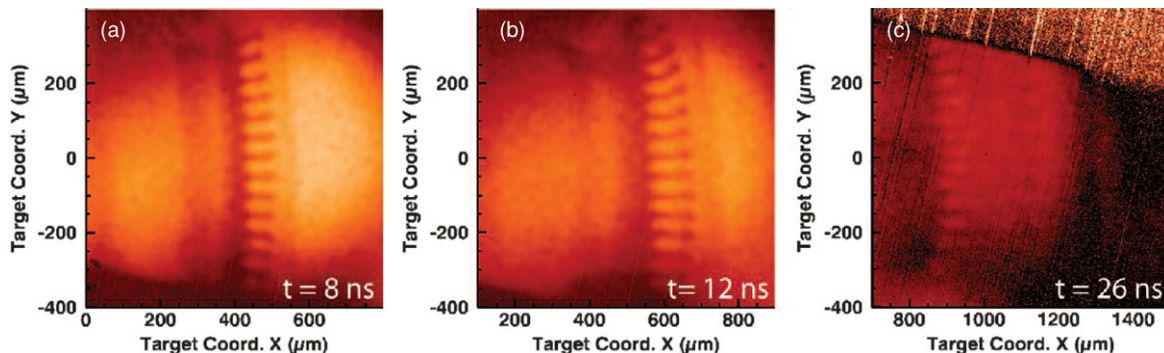 (a)
200
0
-200
-400
Target Coord. Y (µm)
t = 8 ns
0 200 400 600
Target Coord. X (µm)
(b)
200
0
-200
-400
Target Coord. Y (µm)
t= 12 ns
200 400 600 800
Target Coord. X (µm)
(c)
200
0
-200
-400
Target Coord. Y (µm)
t = 26 ns
800 1000 1200 1400
Target Coord. X (µm)